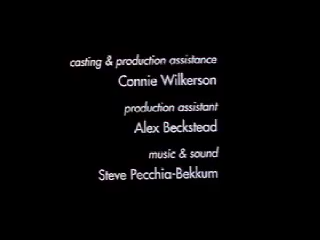 casting & production assistance
Connie Wilkerson
production assistant
Alex Beckstead
music & sound
Steve Pecchia-Bekkum